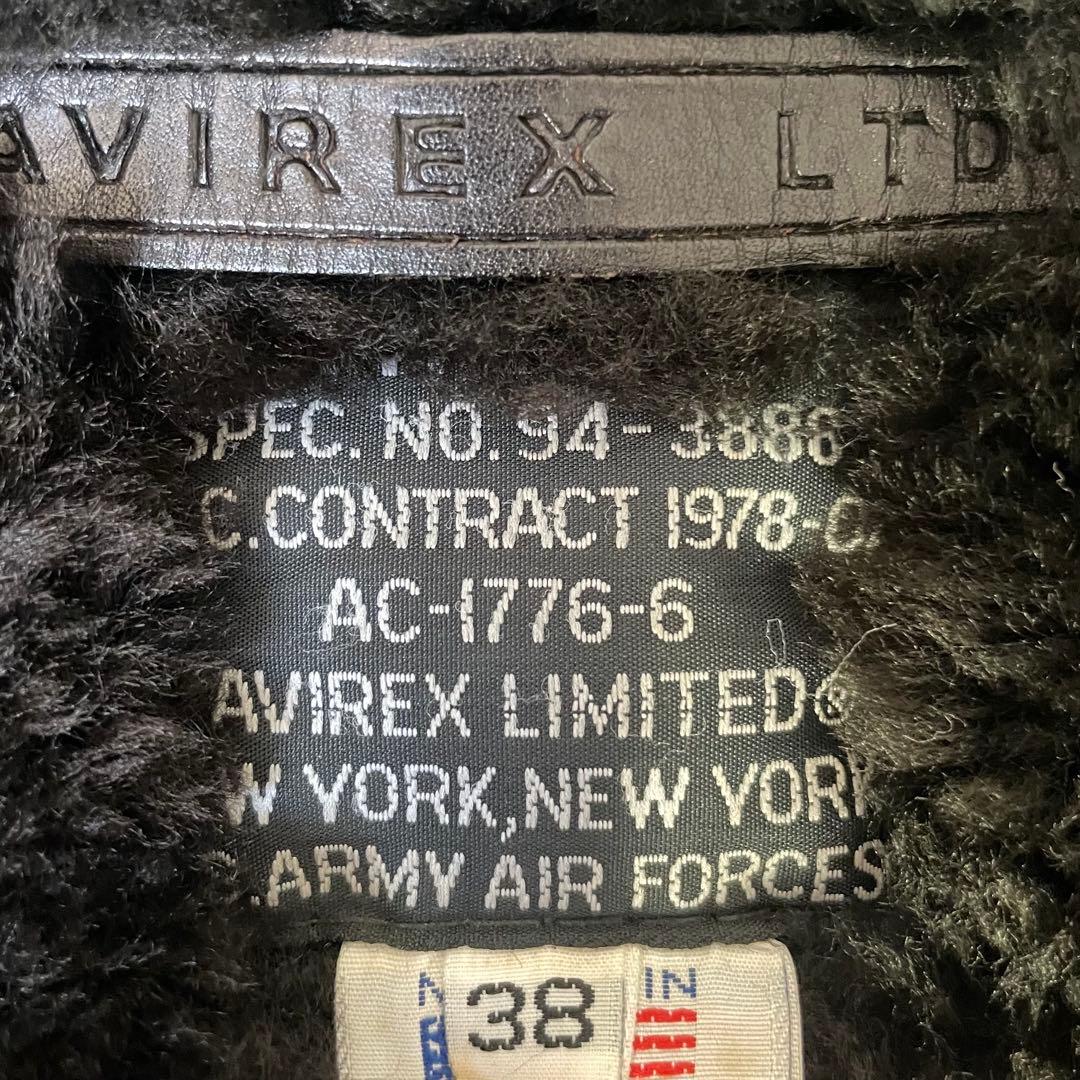 AVIREX LTD
SPEC. NO. 94-3886
C.CONTRACT 1978-C
AC-1776-6
AVIREX LIMITED®
W YORK, NEW YORK
.ARMY AIR FORCES
38
IN